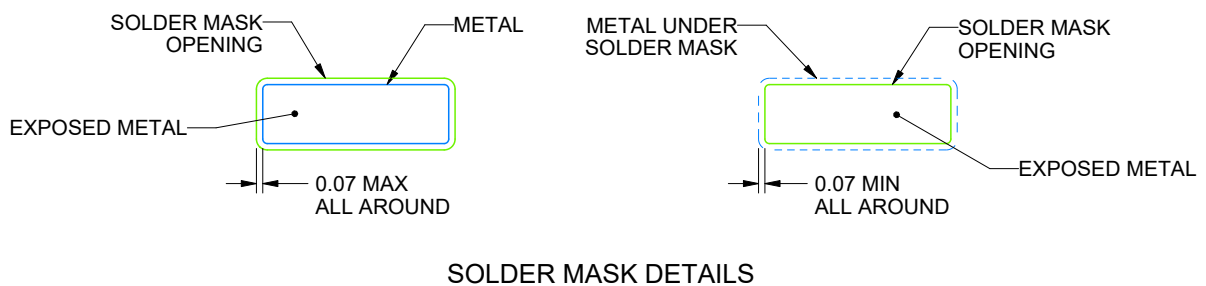 SOLDER MASK
OPENING
METAL
EXPOSED METAL
0.07 MAX
ALL AROUND
METAL UNDER
SOLDER MASK
SOLDER MASK
OPENING
EXPOSED METAL
0.07 MIN
ALL AROUND
SOLDER MASK DETAILS